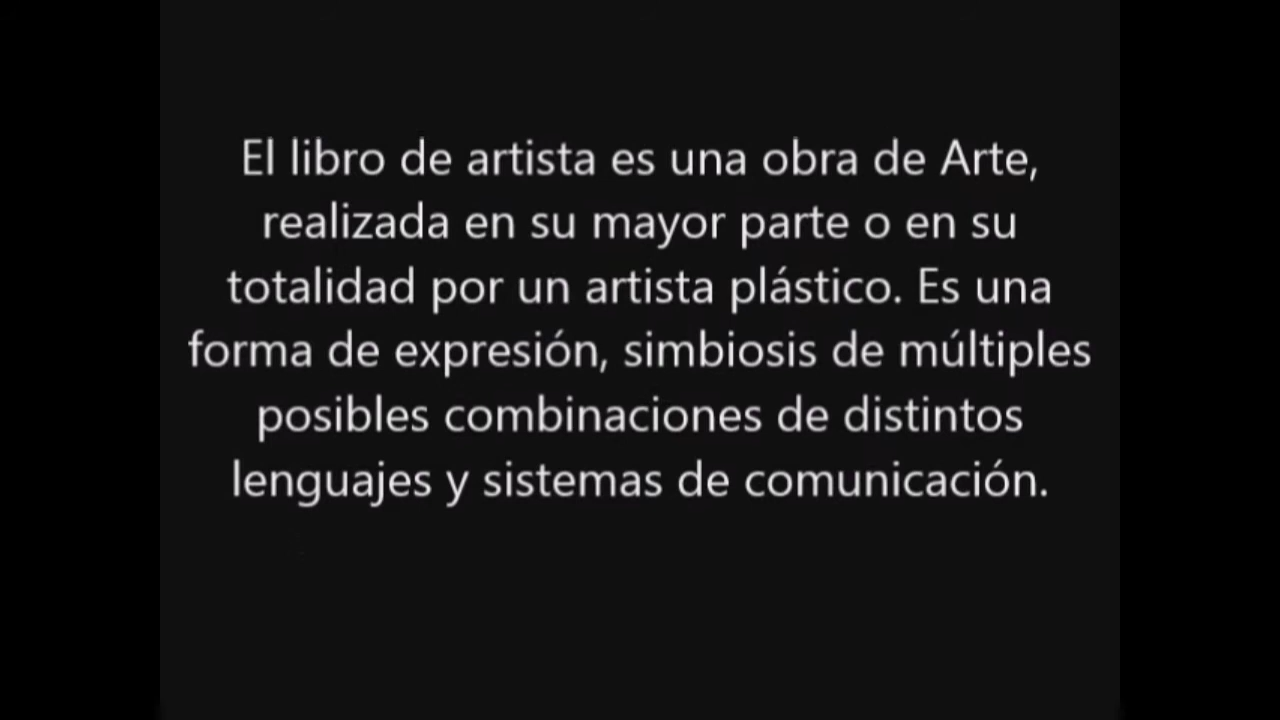 El libro de artista es una obra de Arte,
realizada en su mayor parte o en su
totalidad por un artista plástico. Es una
forma de expresión, simbiosis de múltiples
posibles combinaciones de distintos
lenguajes y sistemas de comunicación.